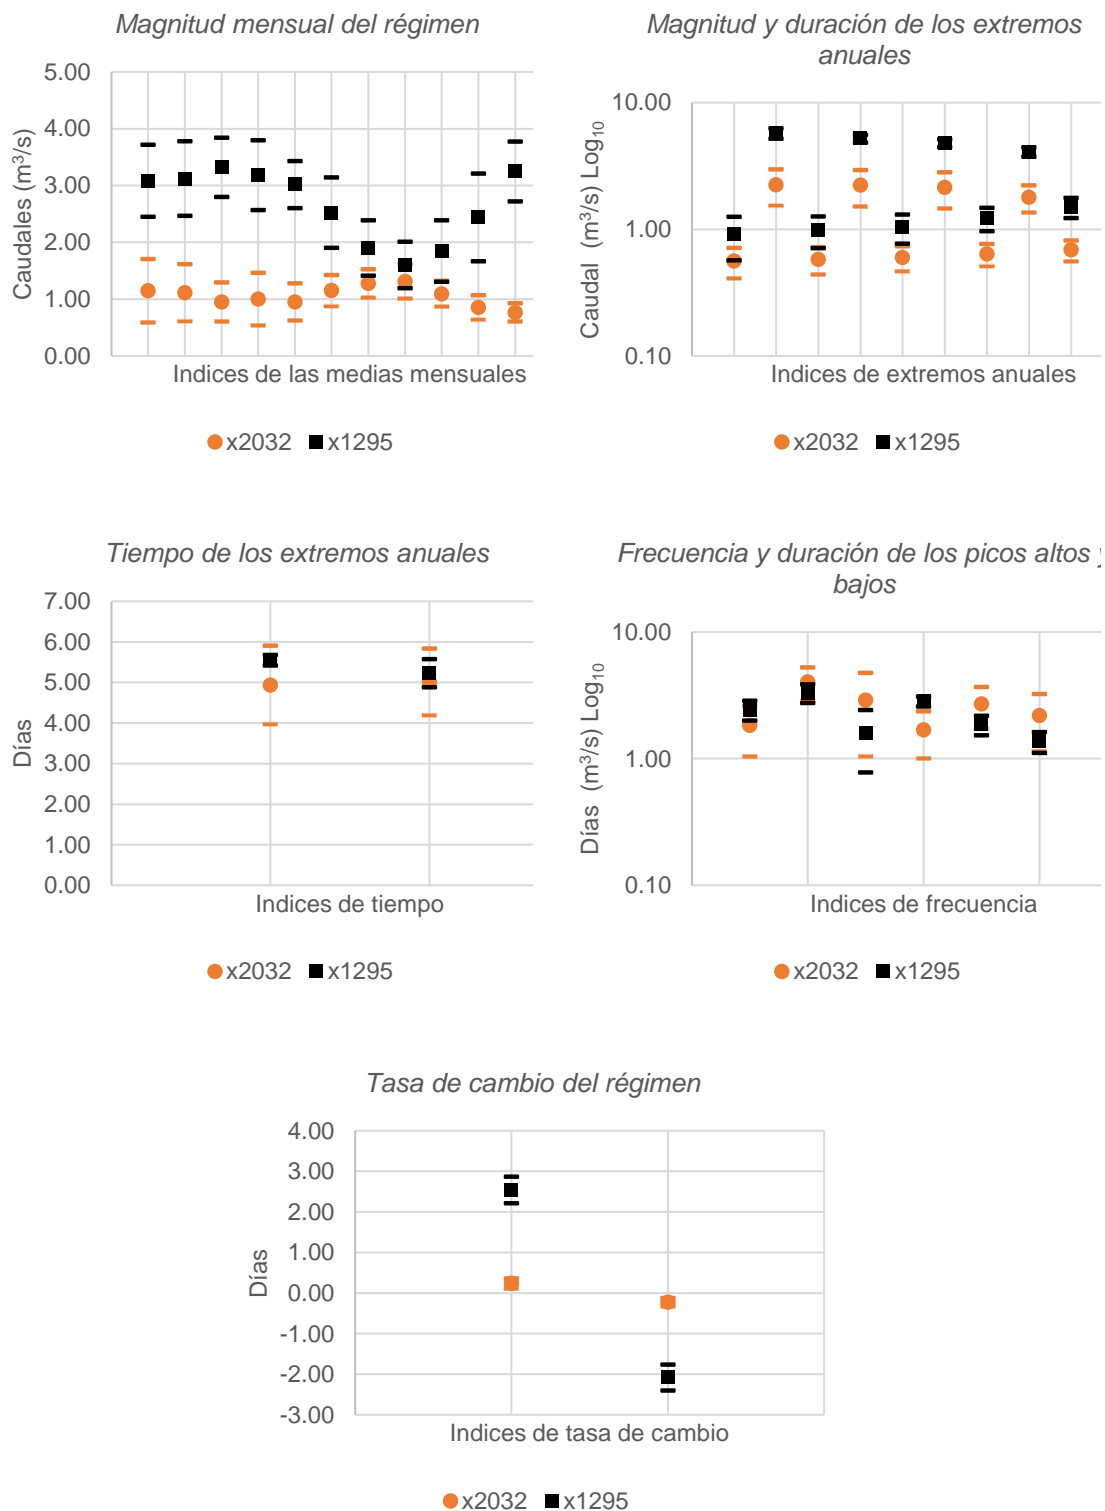 Magnitud mensual del régimen
5.00
4.00
3.00
2.00
1.00
0.00
Caudales (m³/s)
Indices de las medias mensuales
x2032 x1295
Magnitud y duración de los extremos
anuales
10.00
1.00
0.10
Caudal (m³/s) Log₁₀
Indices de extremos anuales
x2032 x1295
Tiempo de los extremos anuales
7.00
6.00
5.00
4.00
3.00
2.00
1.00
0.00
Días
Indices de tiempo
x2032 x1295
Frecuencia y duración de los picos altos y
bajos
10.00
1.00
0.10
Días (m³/s) Log₁₀
Indices de frecuencia
x2032 x1295
Tasa de cambio del régimen
4.00
3.00
2.00
1.00
0.00
-1.00
-2.00
-3.00
Días
Indices de tasa de cambio
x2032 x1295